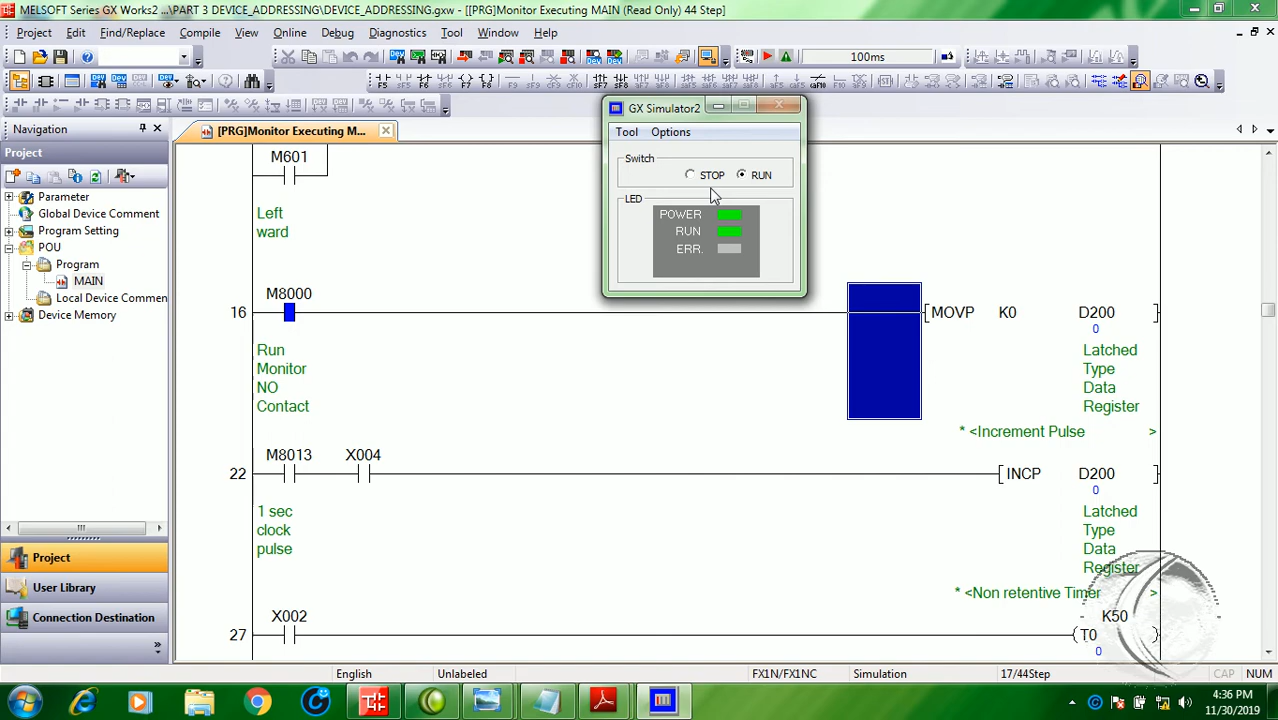 MELSOFT Series GX Works2 ...\PART 3 DEVICE_ADDRESSING\DEVICE_ADDRESSING.gxw - [[PRG]Monitor Executing MAIN (Read Only) 44 Step]
Project Edit Find/Replace Compile View Online Debug Diagnostics Tool Window Help
100ms
Navigation
[PRG]Monitor Executing M...
Project
Parameter
Global Device Comment
Program Setting
POU
Program
MAIN
Local Device Commen
Device Memory
Project
User Library
Connection Destination
GX Simulator2
Tool Options
Switch
STOP RUN
LED
POWER
RUN
ERR.
M601
Left
ward
M8000
16 MOVP K0 D200
0
Run
Monitor
NO
Contact
Latched
Type
Data
Register
* <Increment Pulse >
M8013 X004
22 INCP D200
0
1 sec
clock
pulse
Latched
Type
Data
Register
* <Non retentive Timer >
X002 K50
27 T0
0
English Unlabeled FX1N/FX1NC Simulation 17/44Step CAP NUM
4:36 PM
11/30/2019